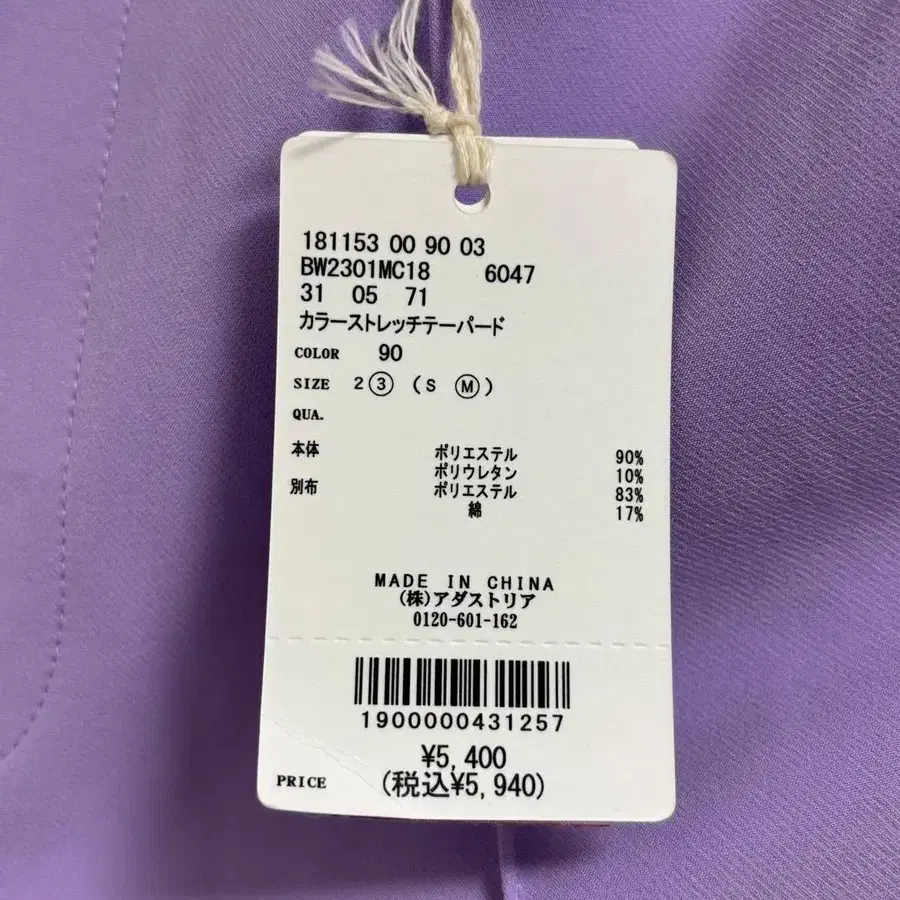 181153 00 90 03
BW2301MC18 6047
31 05 71
カラーストレッチテーパード
COLOR 90
SIZE 2 ③ (S Ⓜ)
QUA.
本体 ポリエステル 90%
ポリウレタン 10%
別布 ポリエステル 83%
綿 17%
MADE IN CHINA
(株)アダストリア
0120-601-162
1900000431257
¥5,400
PRICE (税込¥5,940)